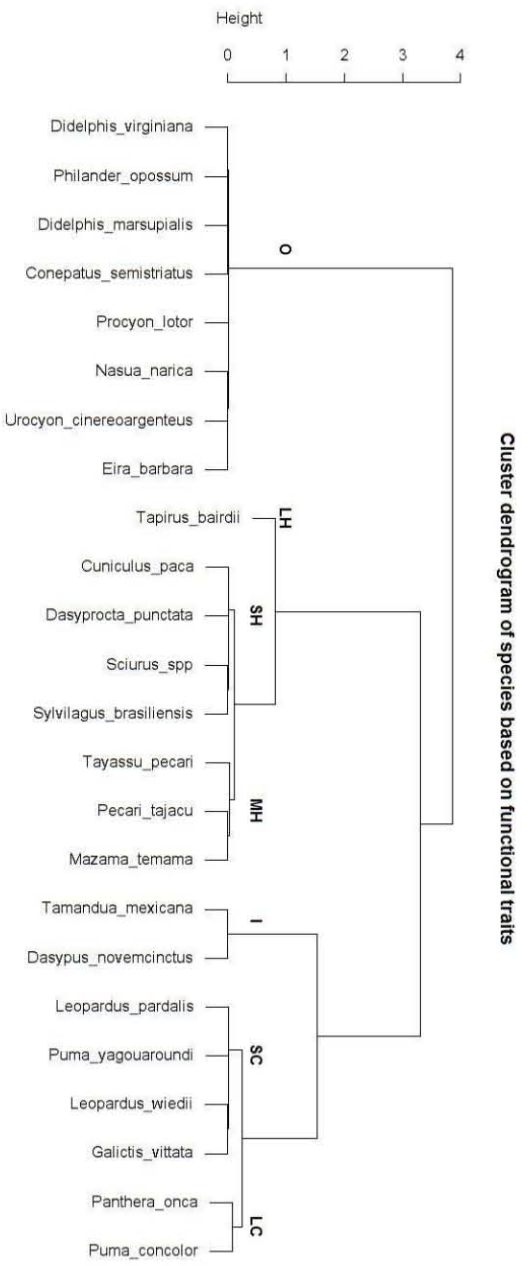 Height
0 1 2 3 4
Didelphis_virginiana
Philander_opossum
Didelphis_marsupialis
Conepatus_semistriatus
Procyon_lotor
Nasua_narica
Urocyon_cinereoargenteus
Eira_barbara
Tapirus_bairdii
Cuniculus_paca
Dasyprocta_punctata
Sciurus_spp
Sylvilagus_brasiliensis
Tayassu_pecari
Pecari_tajacu
Mazama_temama
Tamandua_mexicana
Dasypus_novemcinctus
Leopardus_pardalis
Puma_yagouaroundi
Leopardus_wiedii
Galictis_vittata
Panthera_onca
Puma_concolor
O
LH
SH
MH
I
SC
LC
Cluster dendrogram of species based on functional traits